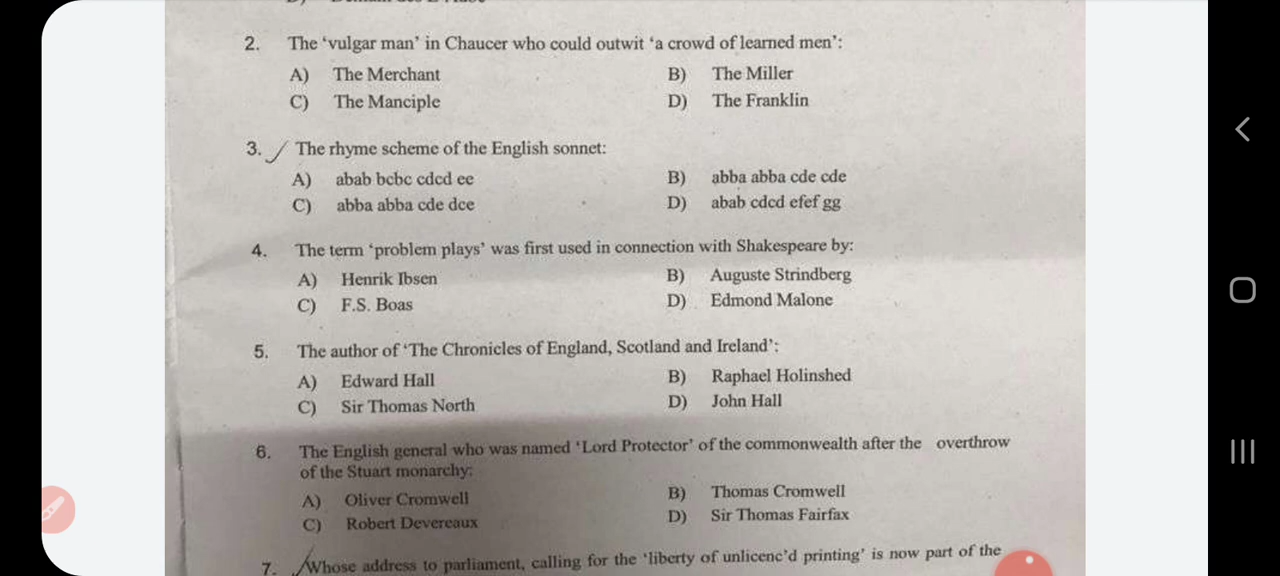 2. The 'vulgar man' in Chaucer who could outwit 'a crowd of learned men':
A) The Merchant B) The Miller
C) The Manciple D) The Franklin
3. The rhyme scheme of the English sonnet:
A) abab bcbc cdcd ee B) abba abba cde cde
C) abba abba cde dce D) abab cdcd efef gg
4. The term 'problem plays' was first used in connection with Shakespeare by:
A) Henrik Ibsen B) Auguste Strindberg
C) F.S. Boas D) Edmond Malone
5. The author of 'The Chronicles of England, Scotland and Ireland':
A) Edward Hall B) Raphael Holinshed
C) Sir Thomas North D) John Hall
6. The English general who was named 'Lord Protector' of the commonwealth after the overthrow
of the Stuart monarchy:
A) Oliver Cromwell B) Thomas Cromwell
C) Robert Devereaux D) Sir Thomas Fairfax
7. Whose address to parliament, calling for the 'liberty of unlicenc'd printing' is now part of the